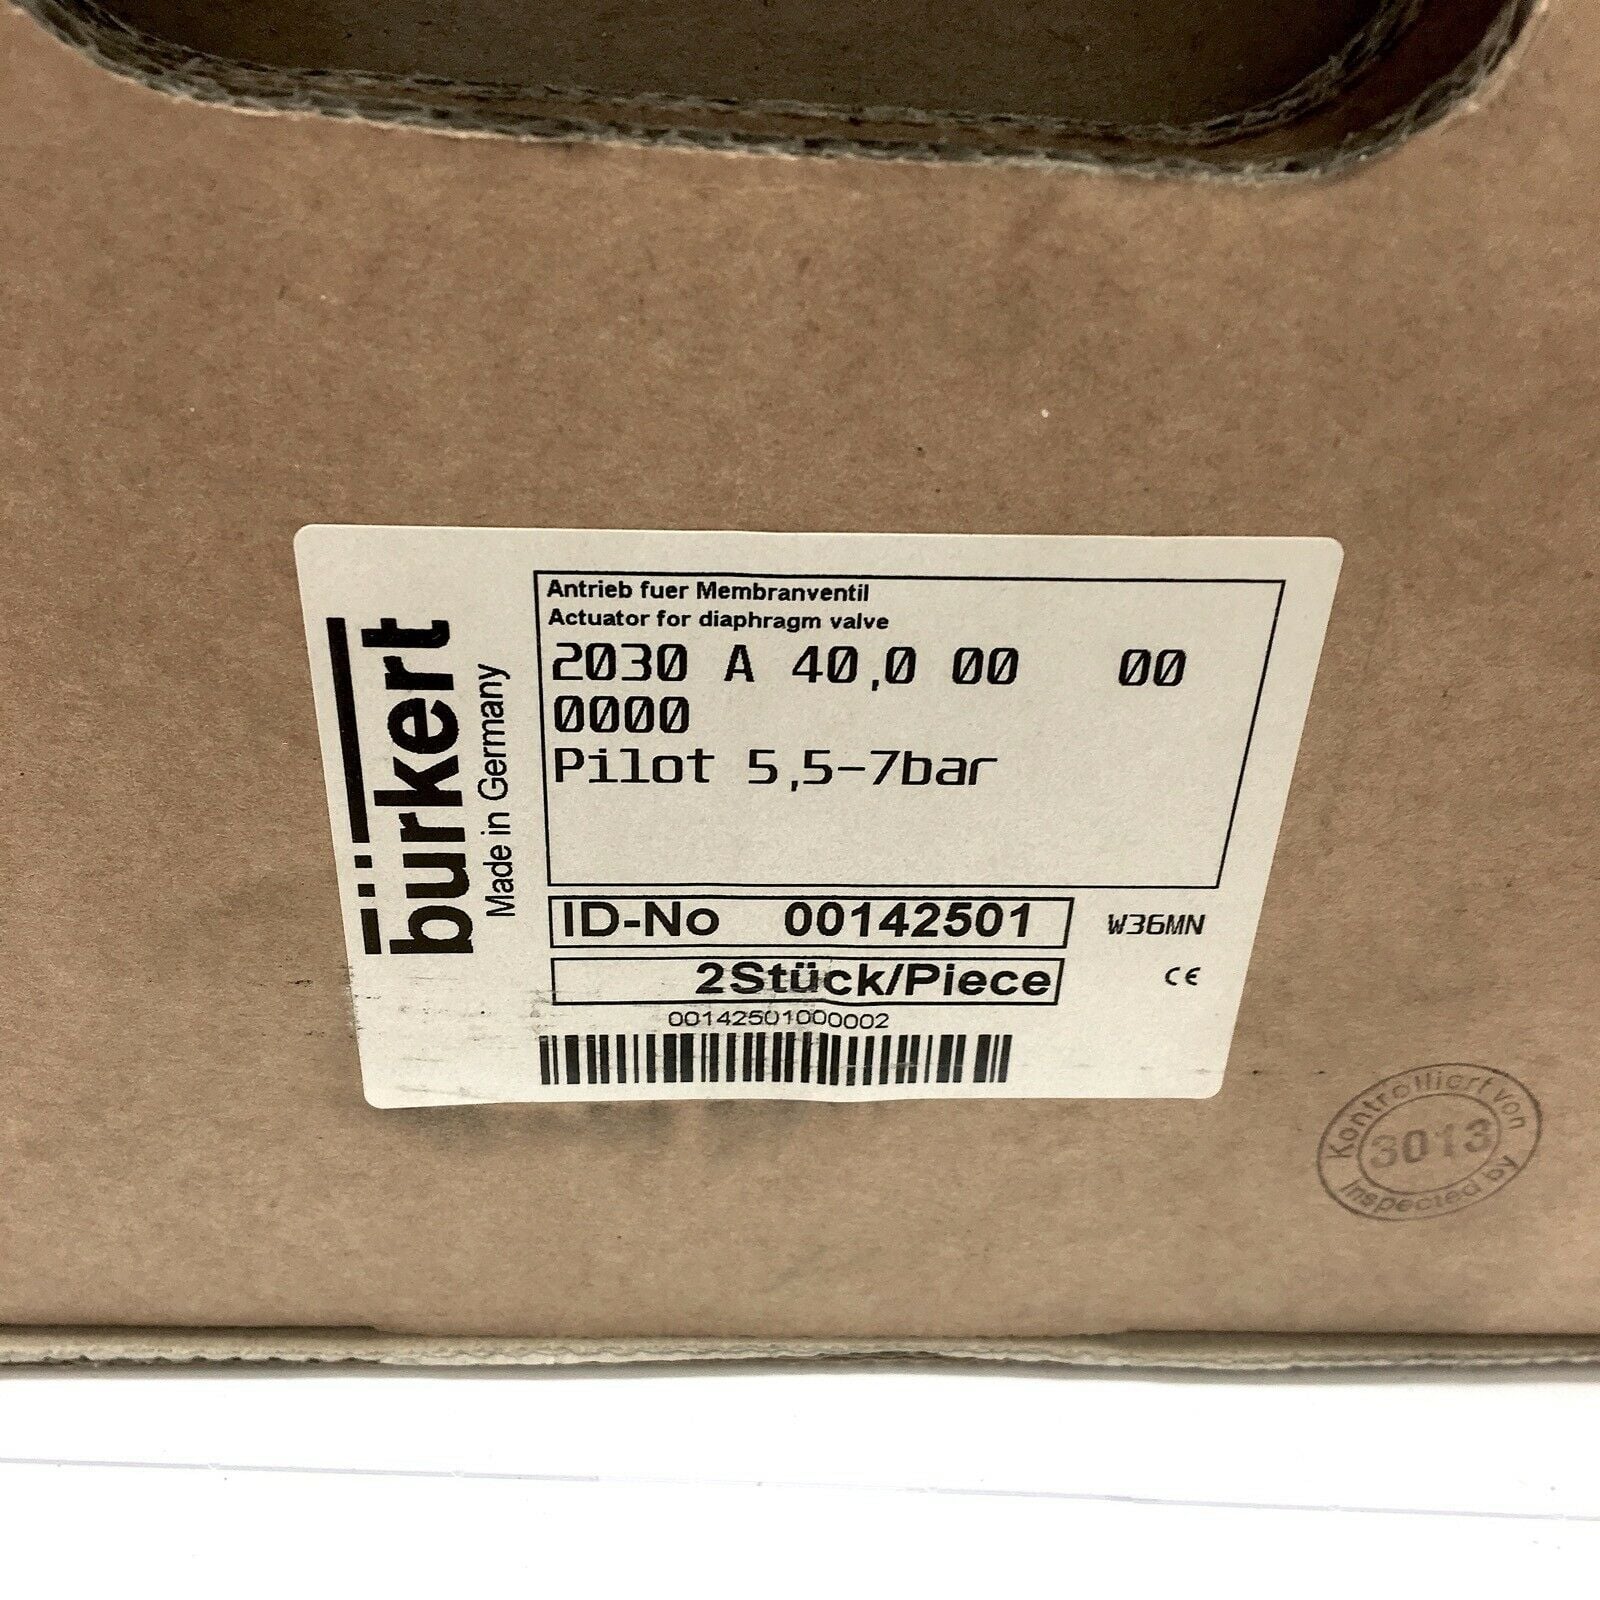 bürkert
Made in Germany
Antrieb fuer Membranventil
Actuator for diaphragm valve
2030 A 40,0 00 00
0000
Pilot 5,5-7bar
ID-No 00142501
W36MN
2Stück/Piece
CE
00142501000002
Kontrolliert von
3013
Inspected by